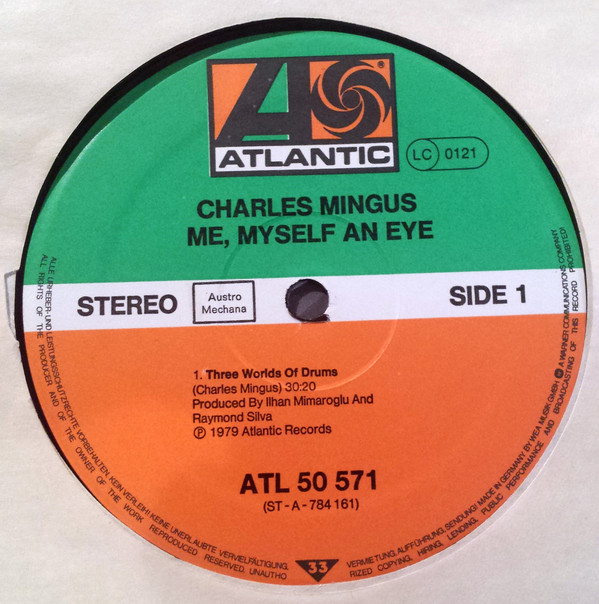 ATLANTIC
®
LC 0121
CHARLES MINGUS
ME, MYSELF AN EYE
STEREO
Austro
Mechana
SIDE 1
1. Three Worlds Of Drums
(Charles Mingus) 30:20
Produced By Ilhan Mimaroglu And
Raymond Silva
℗ 1979 Atlantic Records
ATL 50 571
(ST-A-784161)
33
ALLE URHEBER- UND LEISTUNGSSCHUTZRECHTE VORBEHALTEN. KEIN VERLEIH! KEINE UNERLAUBTE VERVIELFÄLTIGUNG,
VERMIETUNG, AUFFÜHRUNG, SENDUNG! MADE IN GERMANY BY WEA MUSIK GMBH A WARNER COMMUNICATIONS COMPANY
ALL RIGHTS OF THE PRODUCER AND OF THE OWNER OF THE WORK REPRODUCED RESERVED. UNAUTHO
RIZED COPYING, HIRING, LENDING, PUBLIC PERFORMANCE AND BROADCASTING OF THIS RECORD PROHIBITED!